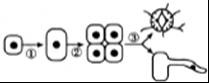 ① ② ③